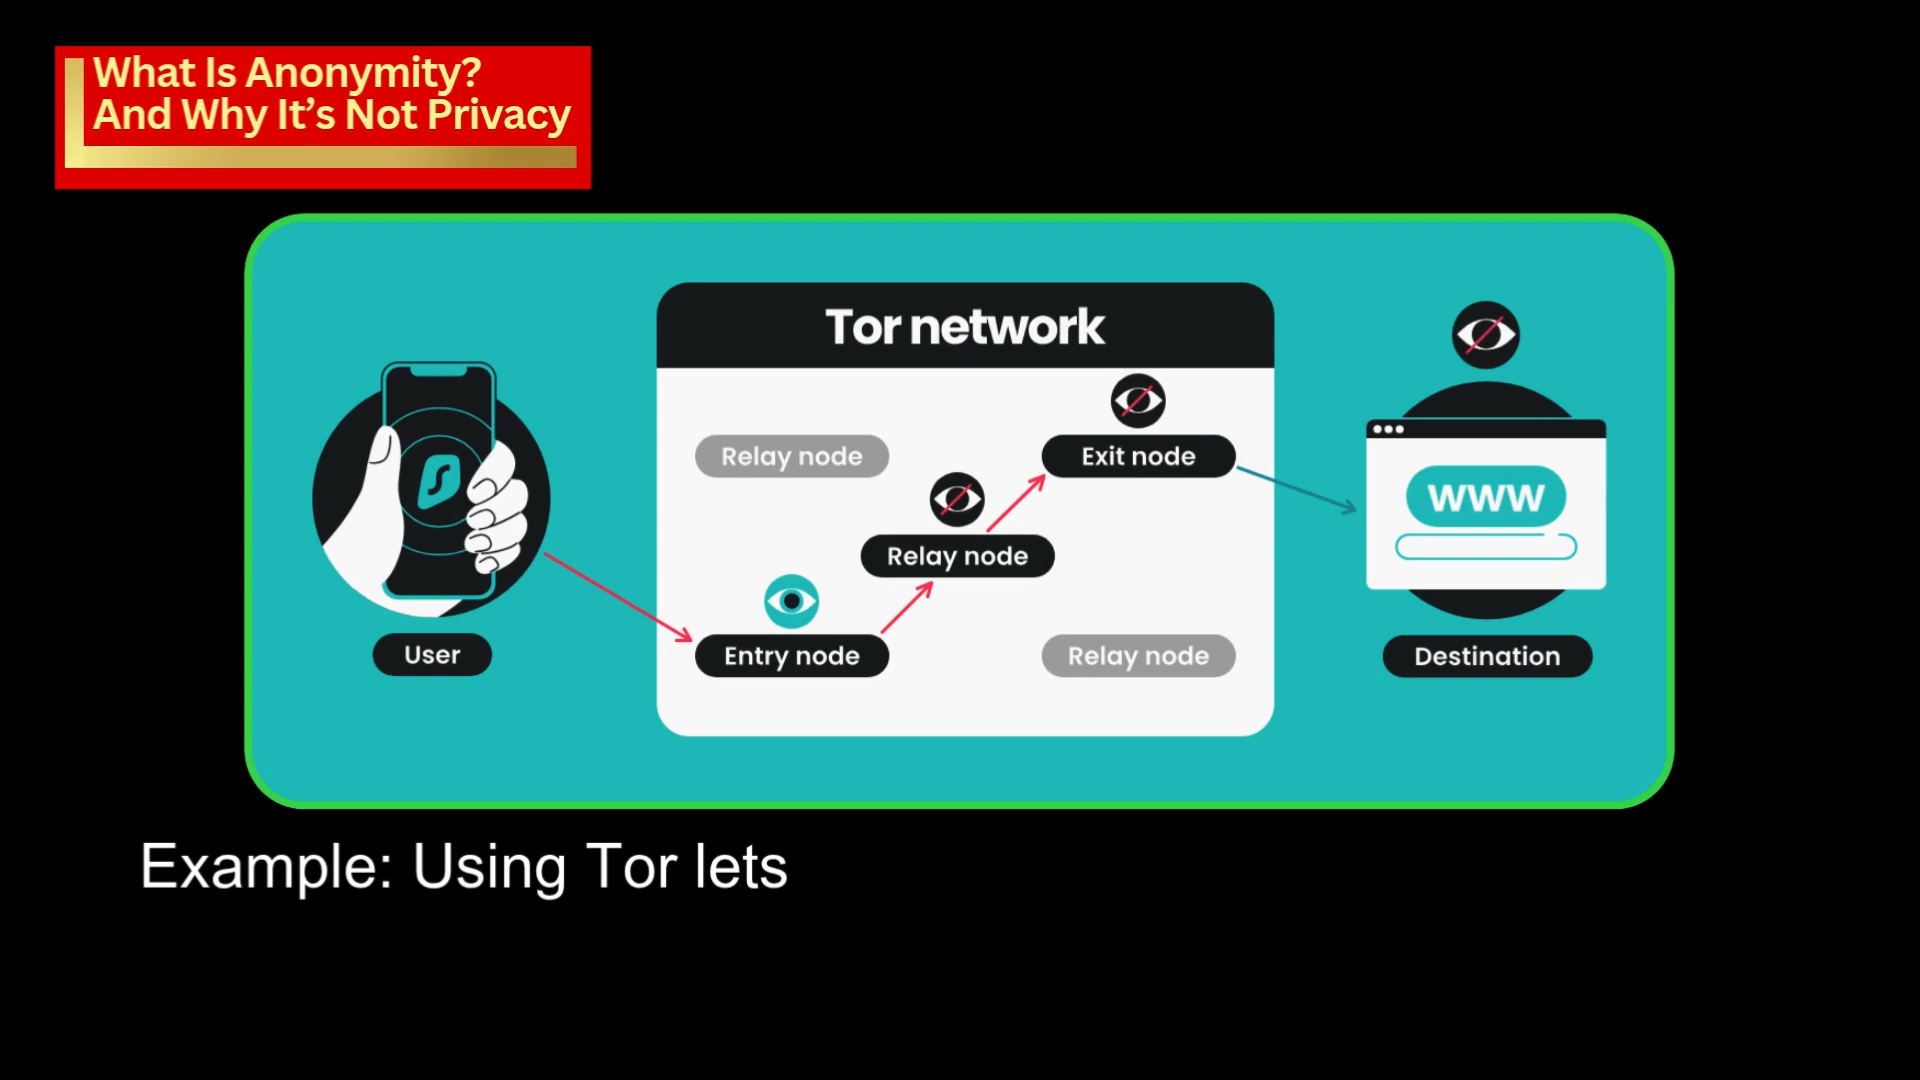 What Is Anonymity?
And Why It's Not Privacy
Tor network
Relay node
Exit node
Relay node
Entry node
Relay node
User
www
Destination
Example: Using Tor lets